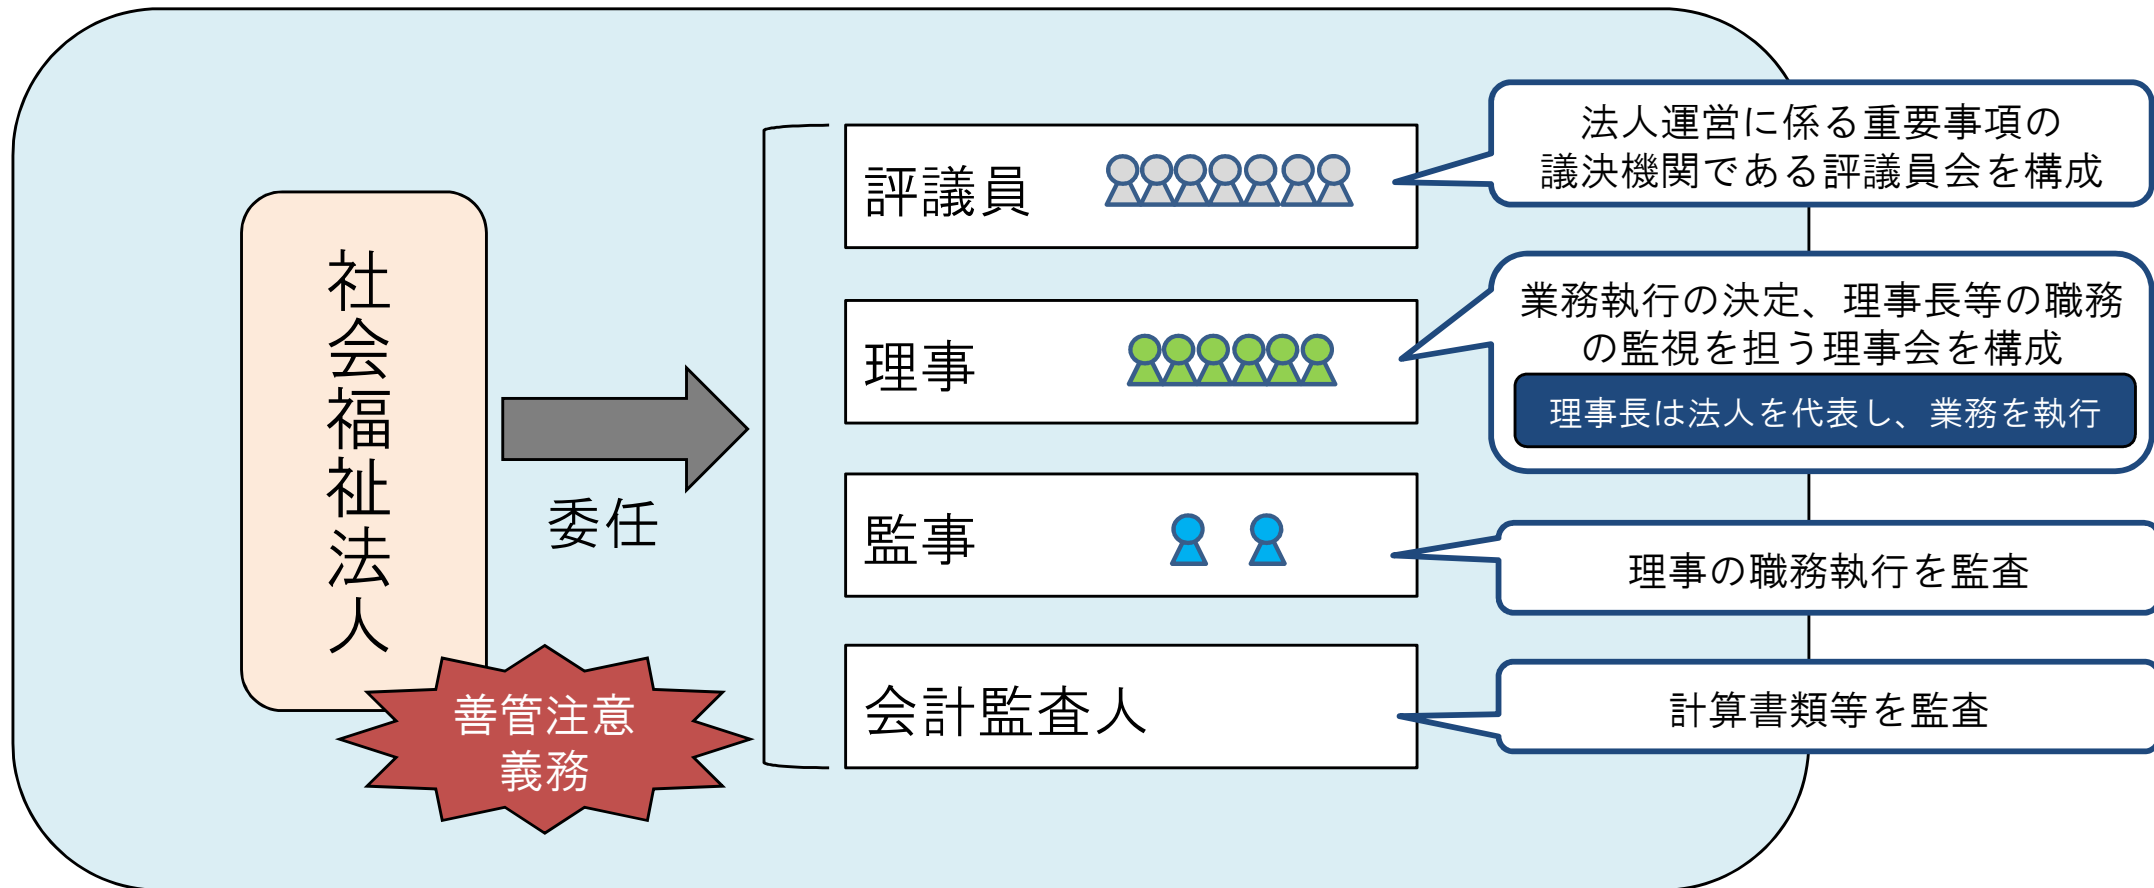 社会福祉法人
委任
善管注意
義務
評議員
法人運営に係る重要事項の
議決機関である評議員会を構成
理事
業務執行の決定、理事長等の職務
の監視を担う理事会を構成
理事長は法人を代表し、業務を執行
監事
理事の職務執行を監査
会計監査人
計算書類等を監査